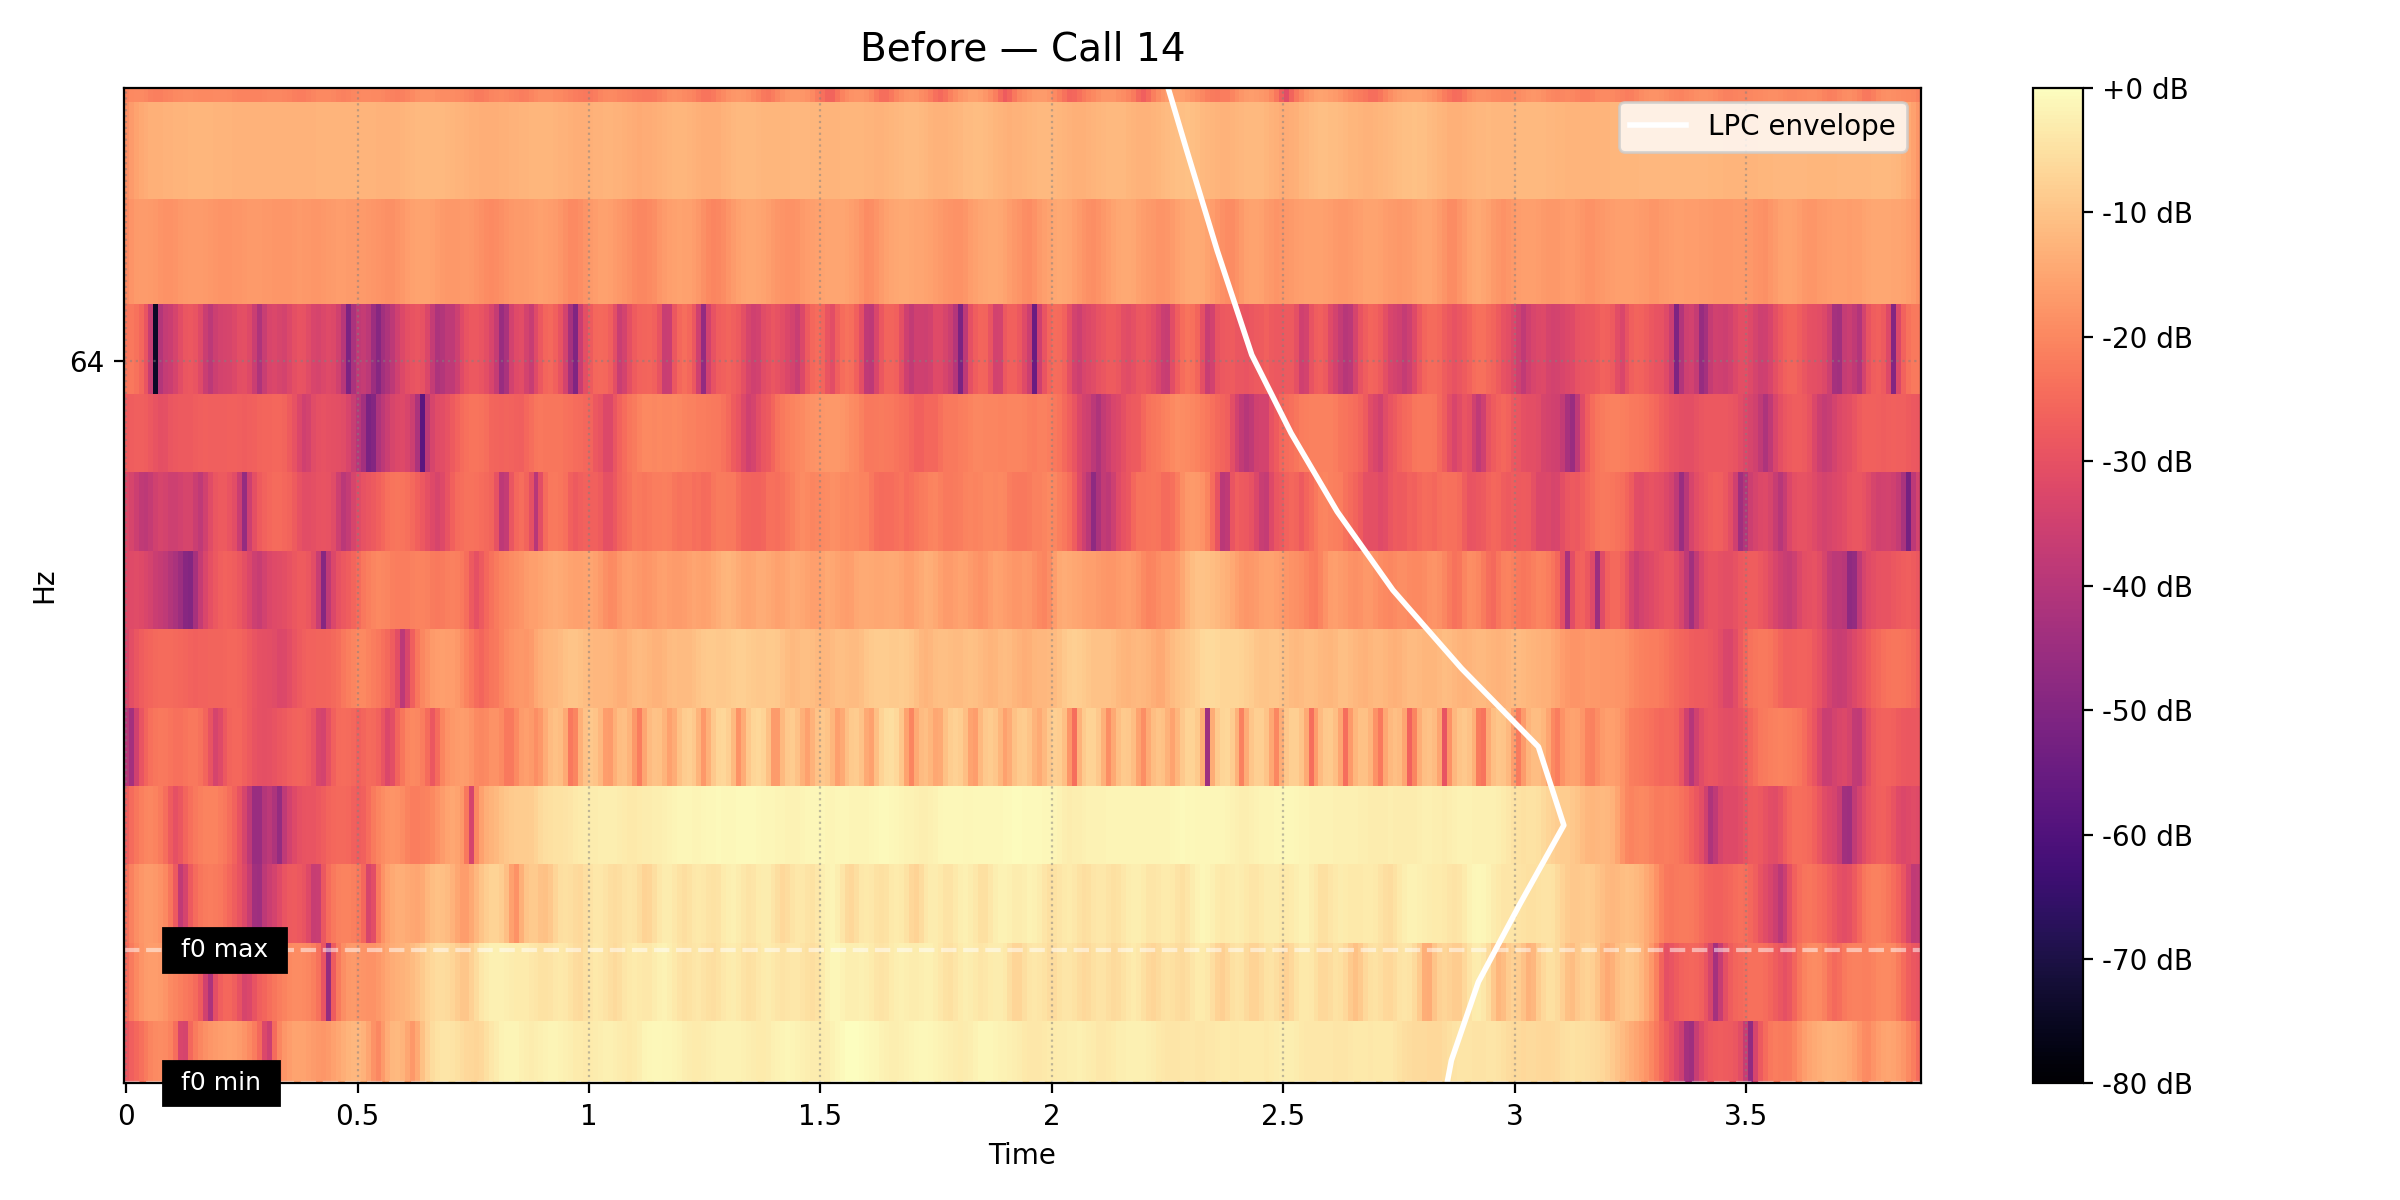 Before — Call 14
LPC envelope
+0 dB
-10 dB
-20 dB
-30 dB
-40 dB
-50 dB
-60 dB
-70 dB
-80 dB
64
Hz
f0 max
f0 min
0 0.5 1 1.5 2 2.5 3 3.5
Time